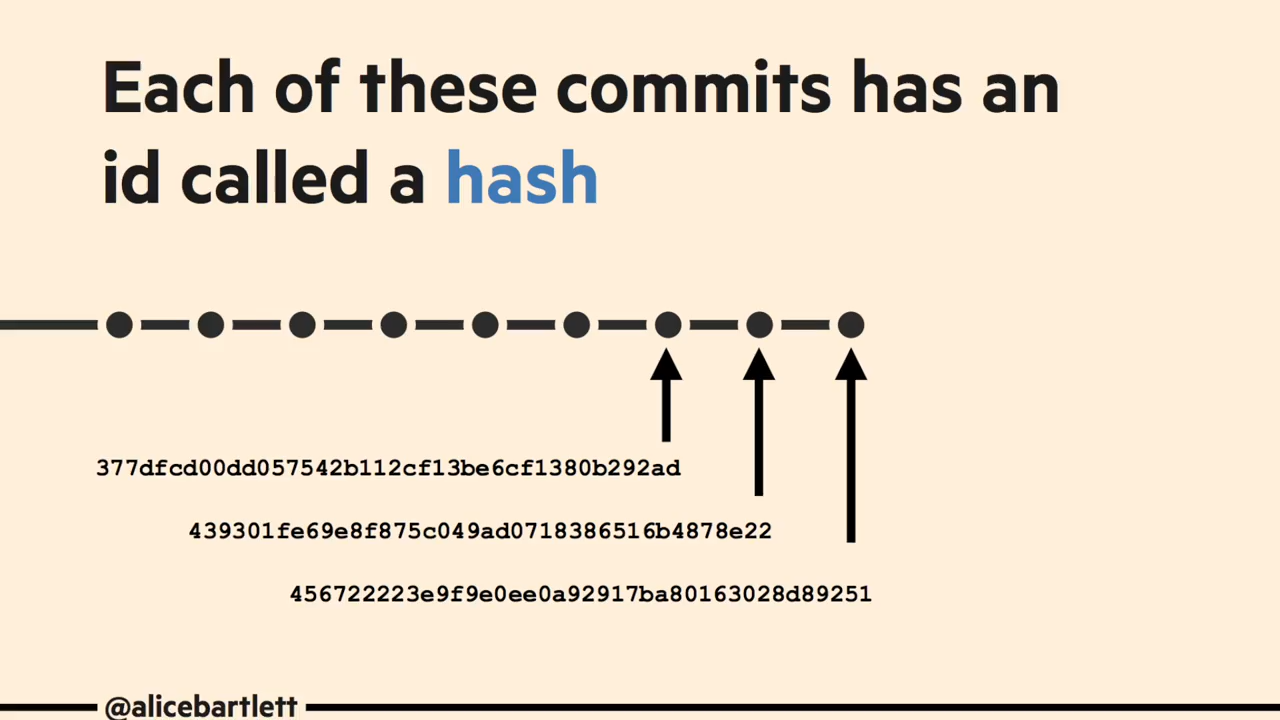 Each of these commits has an
id called a hash
377dfcd00dd057542b112cf13be6cf1380b292ad
439301fe69e8f875c049ad0718386516b4878e22
456722223e9f9e0ee0a92917ba80163028d89251
@alicebartlett